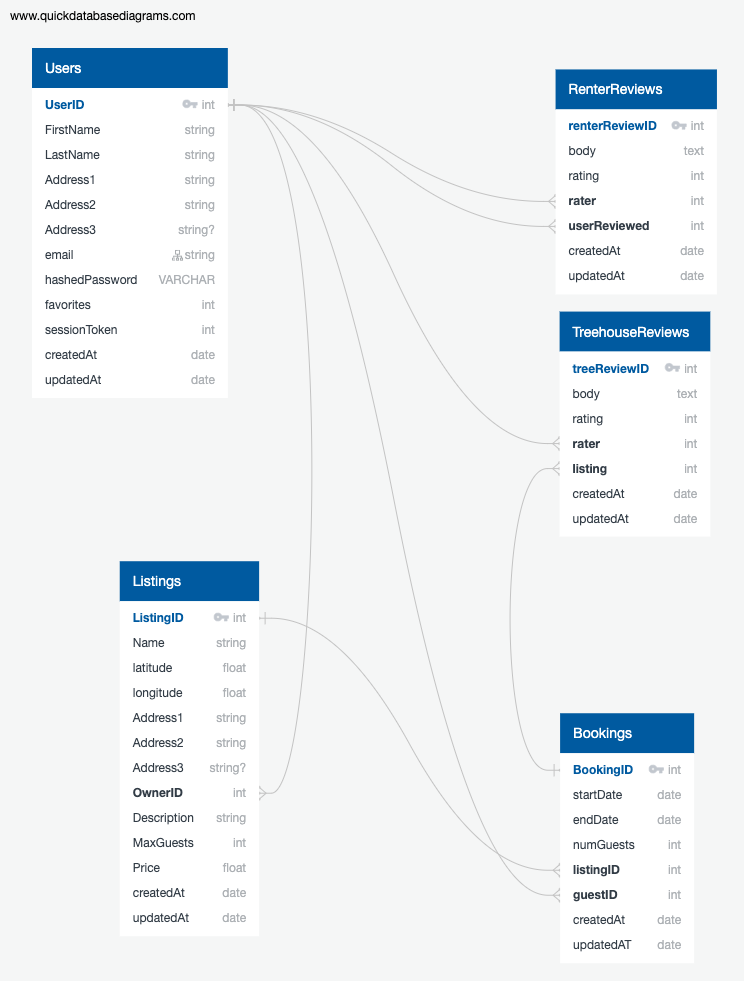 www.quickdatabasediagrams.com
Users
UserID int
FirstName string
LastName string
Address1 string
Address2 string
Address3 string?
email string
hashedPassword VARCHAR
favorites int
sessionToken int
createdAt date
updatedAt date
RenterReviews
renterReviewID int
body text
rating int
rater int
userReviewed int
createdAt date
updatedAt date
TreehouseReviews
treeReviewID int
body text
rating int
rater int
listing int
createdAt date
updatedAt date
Listings
ListingID int
Name string
latitude float
longitude float
Address1 string
Address2 string
Address3 string?
OwnerID int
Description string
MaxGuests int
Price float
createdAt date
updatedAt date
Bookings
BookingID int
startDate date
endDate date
numGuests int
listingID int
guestID int
createdAt date
updatedAT date